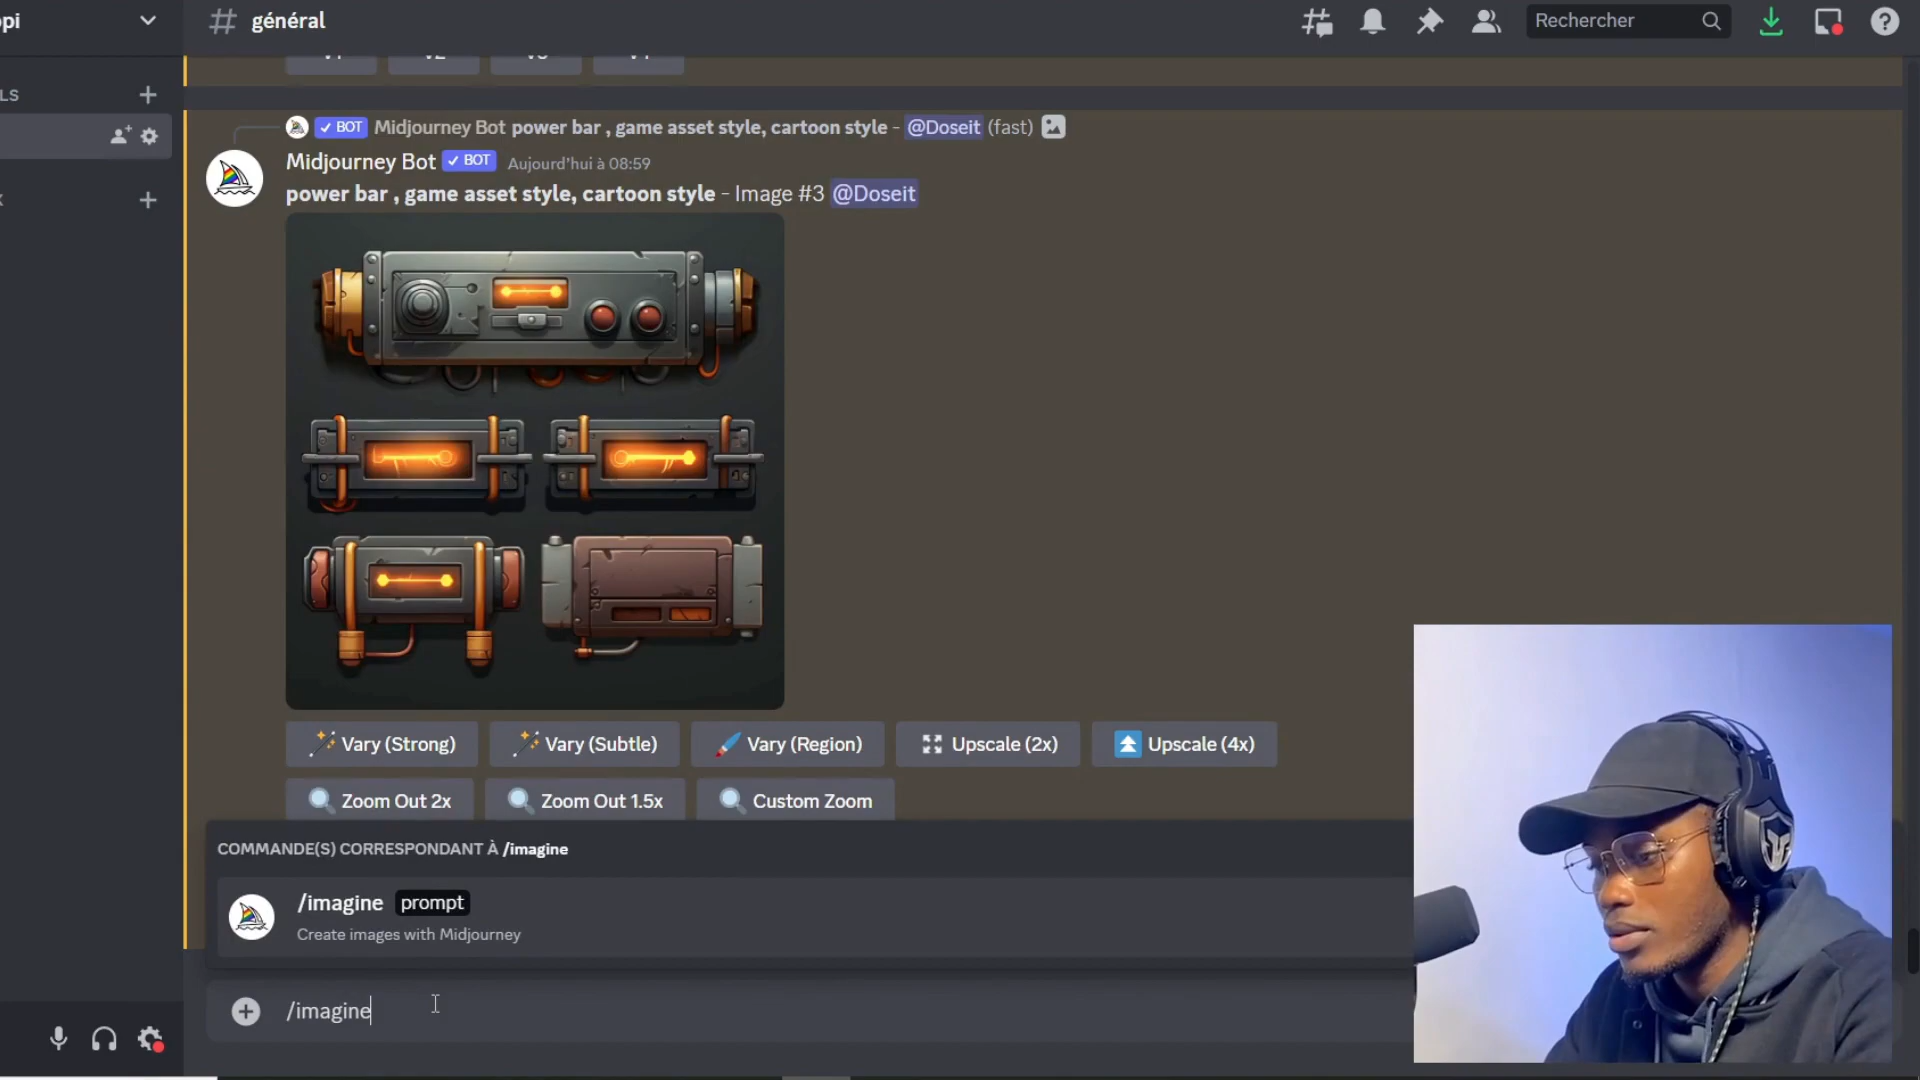 ppi
général
Rechercher
LS
BOT Midjourney Bot power bar , game asset style, cartoon style - @Doseit (fast)
Midjourney Bot BOT Aujourd'hui à 08:59
power bar , game asset style, cartoon style - Image #3 @Doseit
Vary (Strong) Vary (Subtle) Vary (Region) Upscale (2x) Upscale (4x)
Zoom Out 2x Zoom Out 1.5x Custom Zoom
COMMANDE(S) CORRESPONDANT À /imagine
/imagine prompt
Create images with Midjourney
/imagine